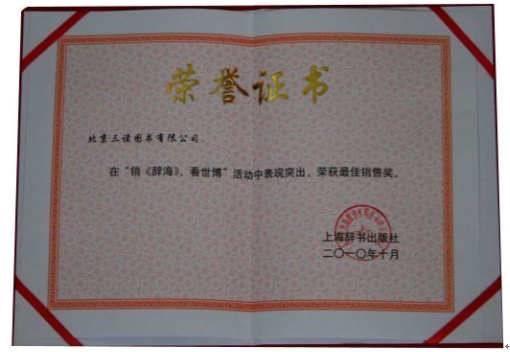 荣誉证书
北京三读图书有限公司：
在“销《辞海》，看世博”活动中表现突出，荣获最佳销售奖。
上海辞书出版社
二〇一〇年十月